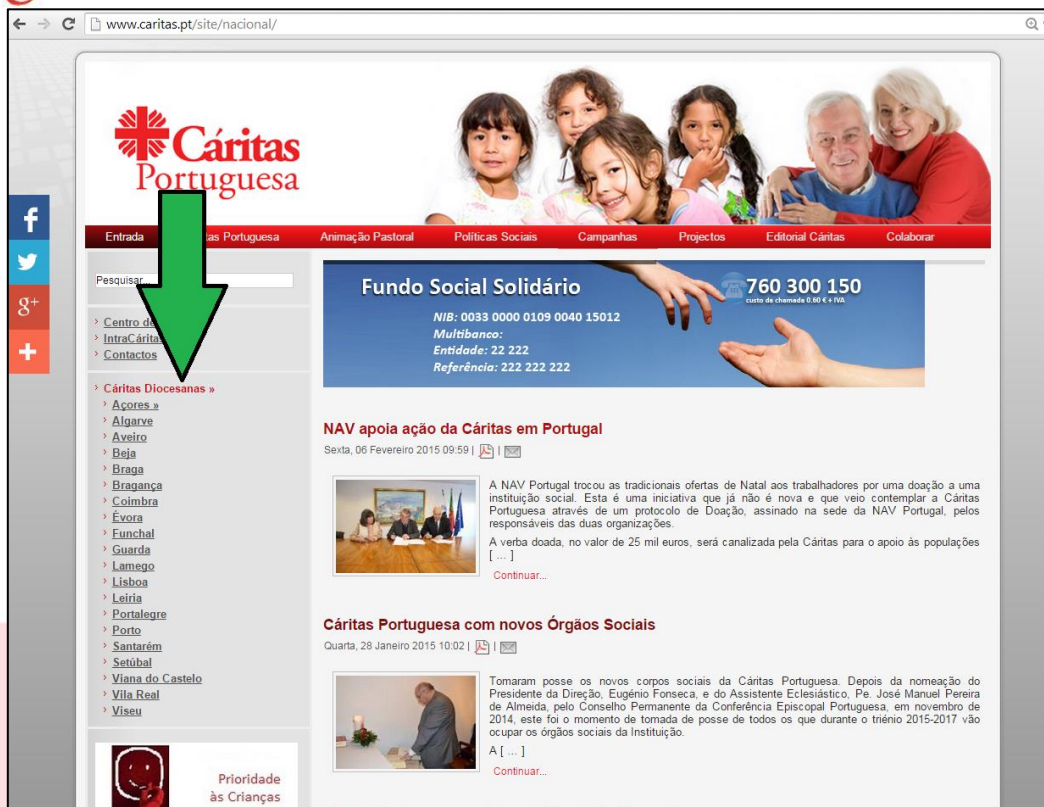 www.caritas.pt/site/nacional/
Cáritas
Portuguesa
Entrada
Portuguesa
Animação Pastoral
Políticas Sociais
Campanhas
Projectos
Editorial Cáritas
Colaborar
Pesquisar...
Centro de
IntraCáritas
Contactos
Cáritas Diocesanas »
Açores »
Algarve
Aveiro
Beja
Braga
Bragança
Coimbra
Évora
Funchal
Guarda
Lamego
Lisboa
Leiria
Portalegre
Porto
Santarém
Setúbal
Viana do Castelo
Vila Real
Viseu
Prioridade
às Crianças
f
g+
+
Fundo Social Solidário
NIB: 0033 0000 0109 0040 15012
Multibanco:
Entidade: 22 222
Referência: 222 222 222
760 300 150
custo da chamada 0.60 € + IVA
NAV apoia ação da Cáritas em Portugal
Sexta, 06 Fevereiro 2015 09:59 | |
A NAV Portugal trocou as tradicionais ofertas de Natal aos trabalhadores por uma doação a uma
instituição social. Esta é uma iniciativa que já não é nova e que veio contemplar a Cáritas
Portuguesa através de um protocolo de Doação, assinado na sede da NAV Portugal, pelos
responsáveis das duas organizações.
A verba doada, no valor de 25 mil euros, será canalizada pela Cáritas para o apoio às populações
[ ... ]
Continuar...
Cáritas Portuguesa com novos Órgãos Sociais
Quarta, 28 Janeiro 2015 10:02 | |
Tomaram posse os novos corpos sociais da Cáritas Portuguesa. Depois da nomeação do
Presidente da Direção, Eugénio Fonseca, e do Assistente Eclesiástico, Pe. José Manuel Pereira
de Almeida, pelo Conselho Permanente da Conferência Episcopal Portuguesa, em novembro de
2014, este foi o momento de tomada de posse de todos os que durante o triénio 2015-2017 vão
ocupar os órgãos sociais da Instituição.
A [ ... ]
Continuar...